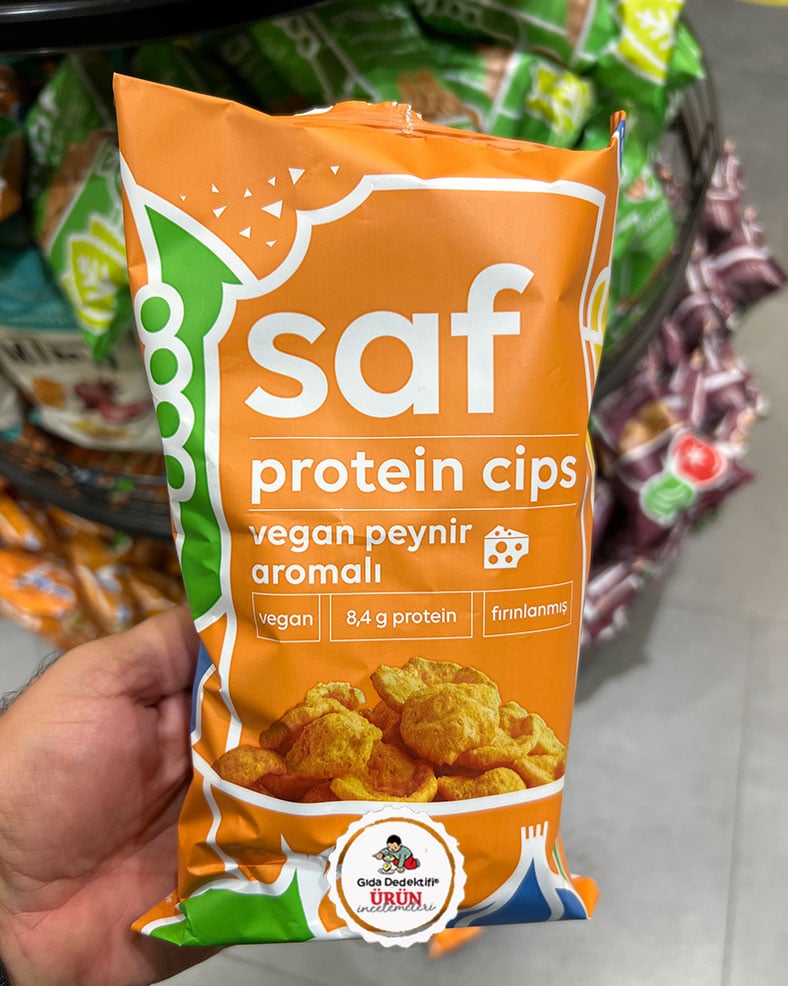 saf
protein cips
vegan peynir
aromalı
vegan
8,4 g protein
fırınlanmış
Gıda Dedektifi®
ÜRÜN
incelemeleri